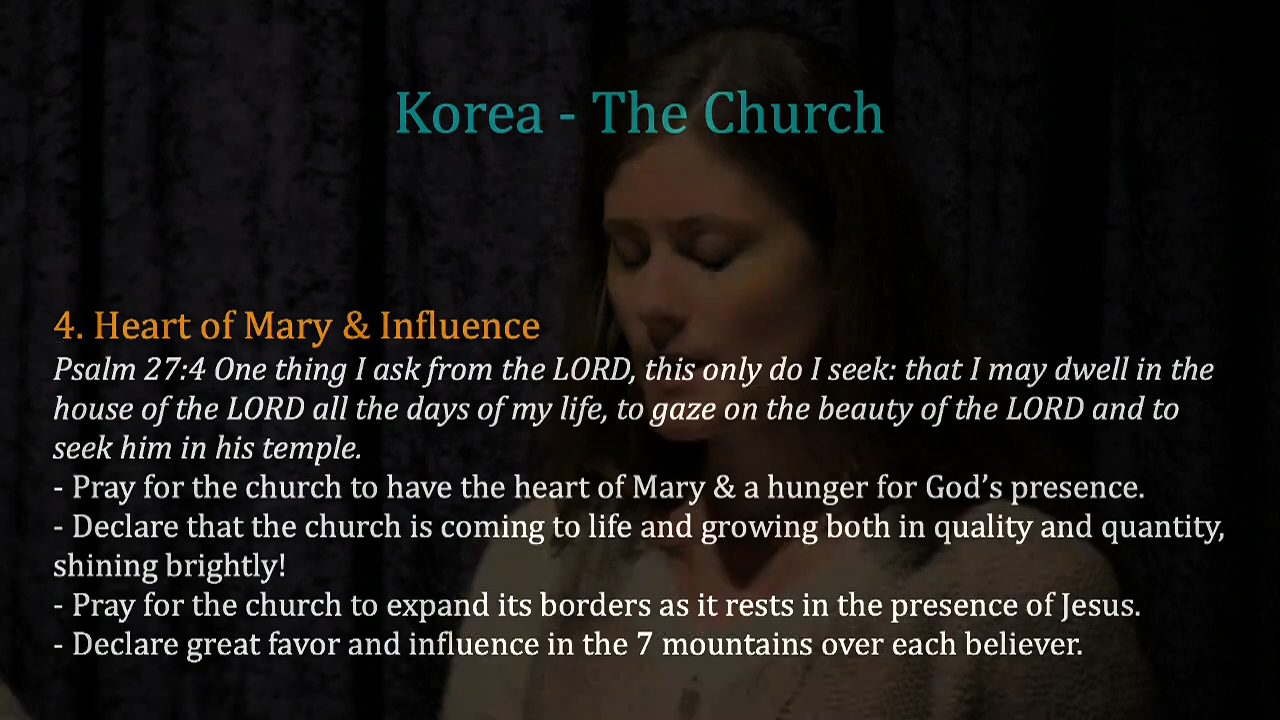 Korea - The Church
4. Heart of Mary & Influence
Psalm 27:4 One thing I ask from the LORD, this only do I seek: that I may dwell in the
house of the LORD all the days of my life, to gaze on the beauty of the LORD and to
seek him in his temple.
- Pray for the church to have the heart of Mary & a hunger for God’s presence.
- Declare that the church is coming to life and growing both in quality and quantity,
shining brightly!
- Pray for the church to expand its borders as it rests in the presence of Jesus.
- Declare great favor and influence in the 7 mountains over each believer.